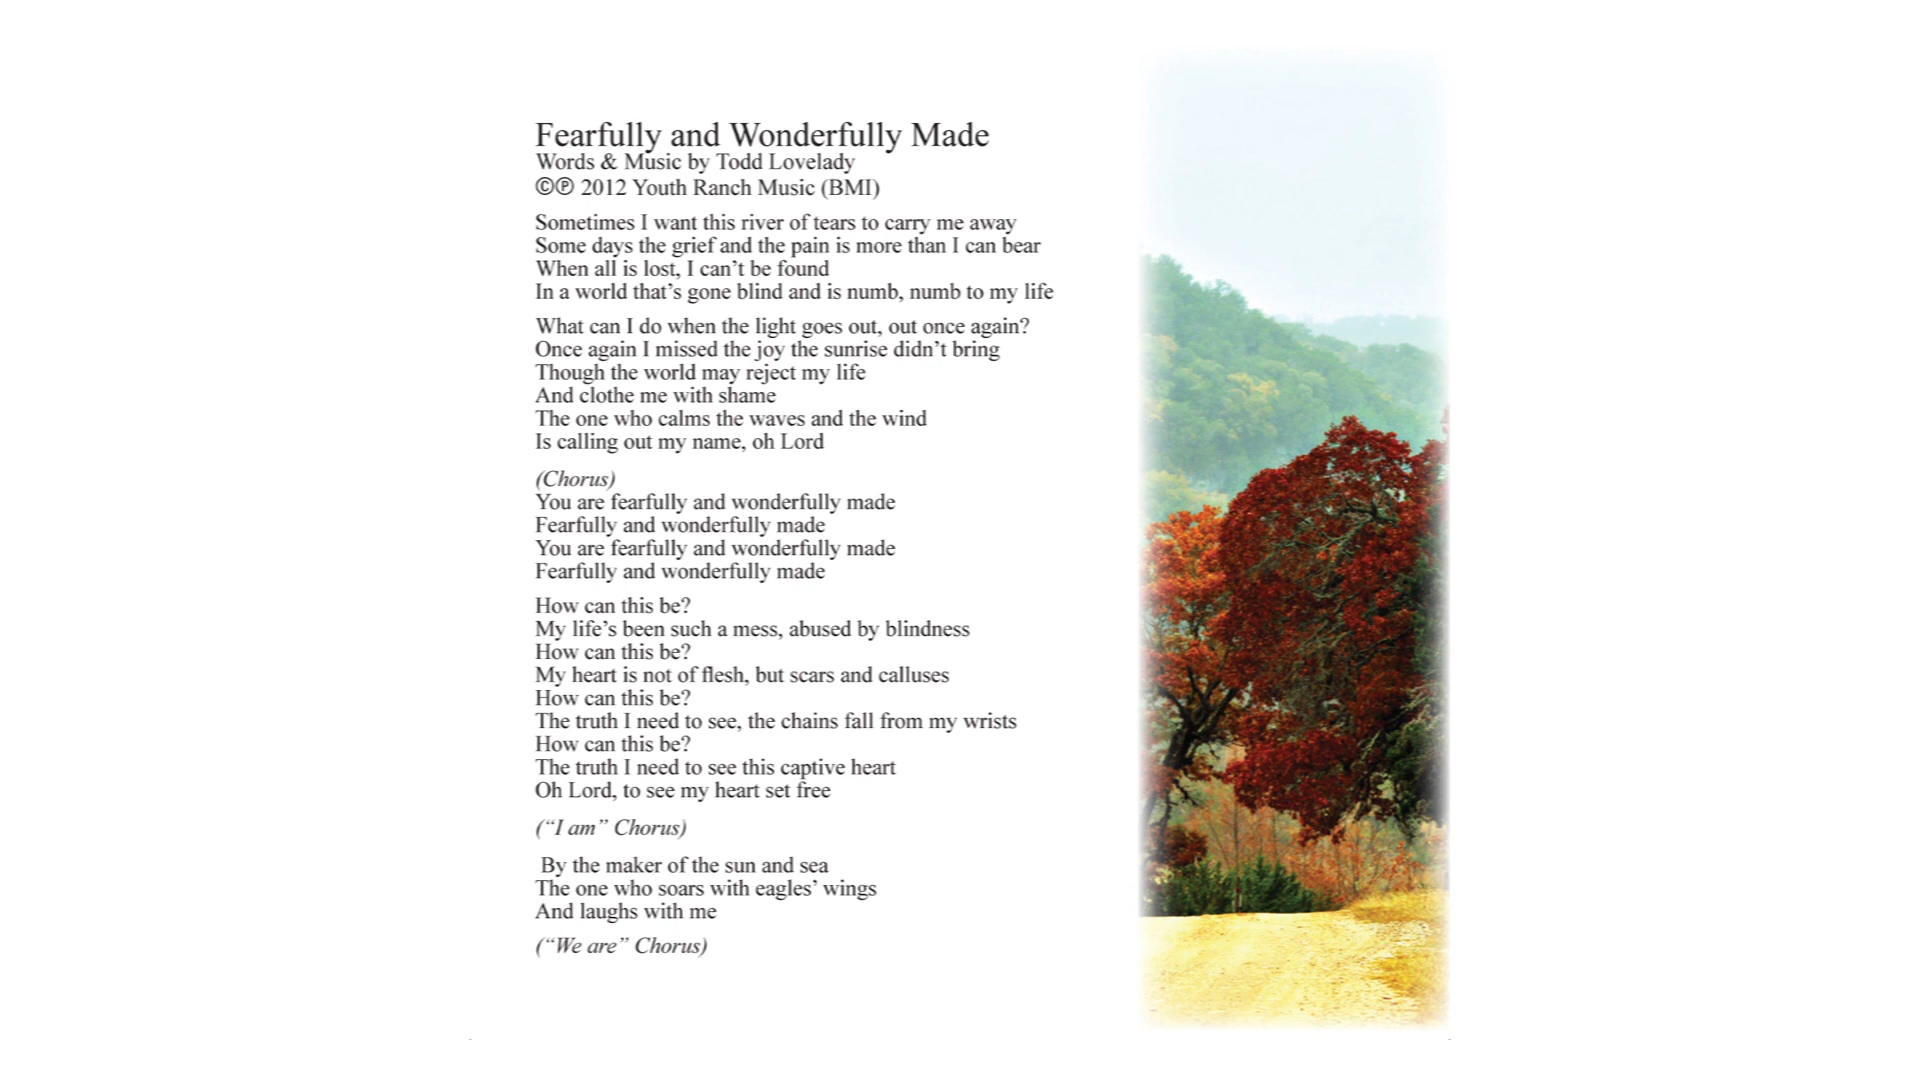 Fearfully and Wonderfully Made
Words & Music by Todd Lovelady
©℗ 2012 Youth Ranch Music (BMI)
Sometimes I want this river of tears to carry me away
Some days the grief and the pain is more than I can bear
When all is lost, I can’t be found
In a world that’s gone blind and is numb, numb to my life
What can I do when the light goes out, out once again?
Once again I missed the joy the sunrise didn’t bring
Though the world may reject my life
And clothe me with shame
The one who calms the waves and the wind
Is calling out my name, oh Lord
(Chorus)
You are fearfully and wonderfully made
Fearfully and wonderfully made
You are fearfully and wonderfully made
Fearfully and wonderfully made
How can this be?
My life’s been such a mess, abused by blindness
How can this be?
My heart is not of flesh, but scars and calluses
How can this be?
The truth I need to see, the chains fall from my wrists
How can this be?
The truth I need to see this captive heart
Oh Lord, to see my heart set free
(“I am” Chorus)
By the maker of the sun and sea
The one who soars with eagles’ wings
And laughs with me
(“We are” Chorus)